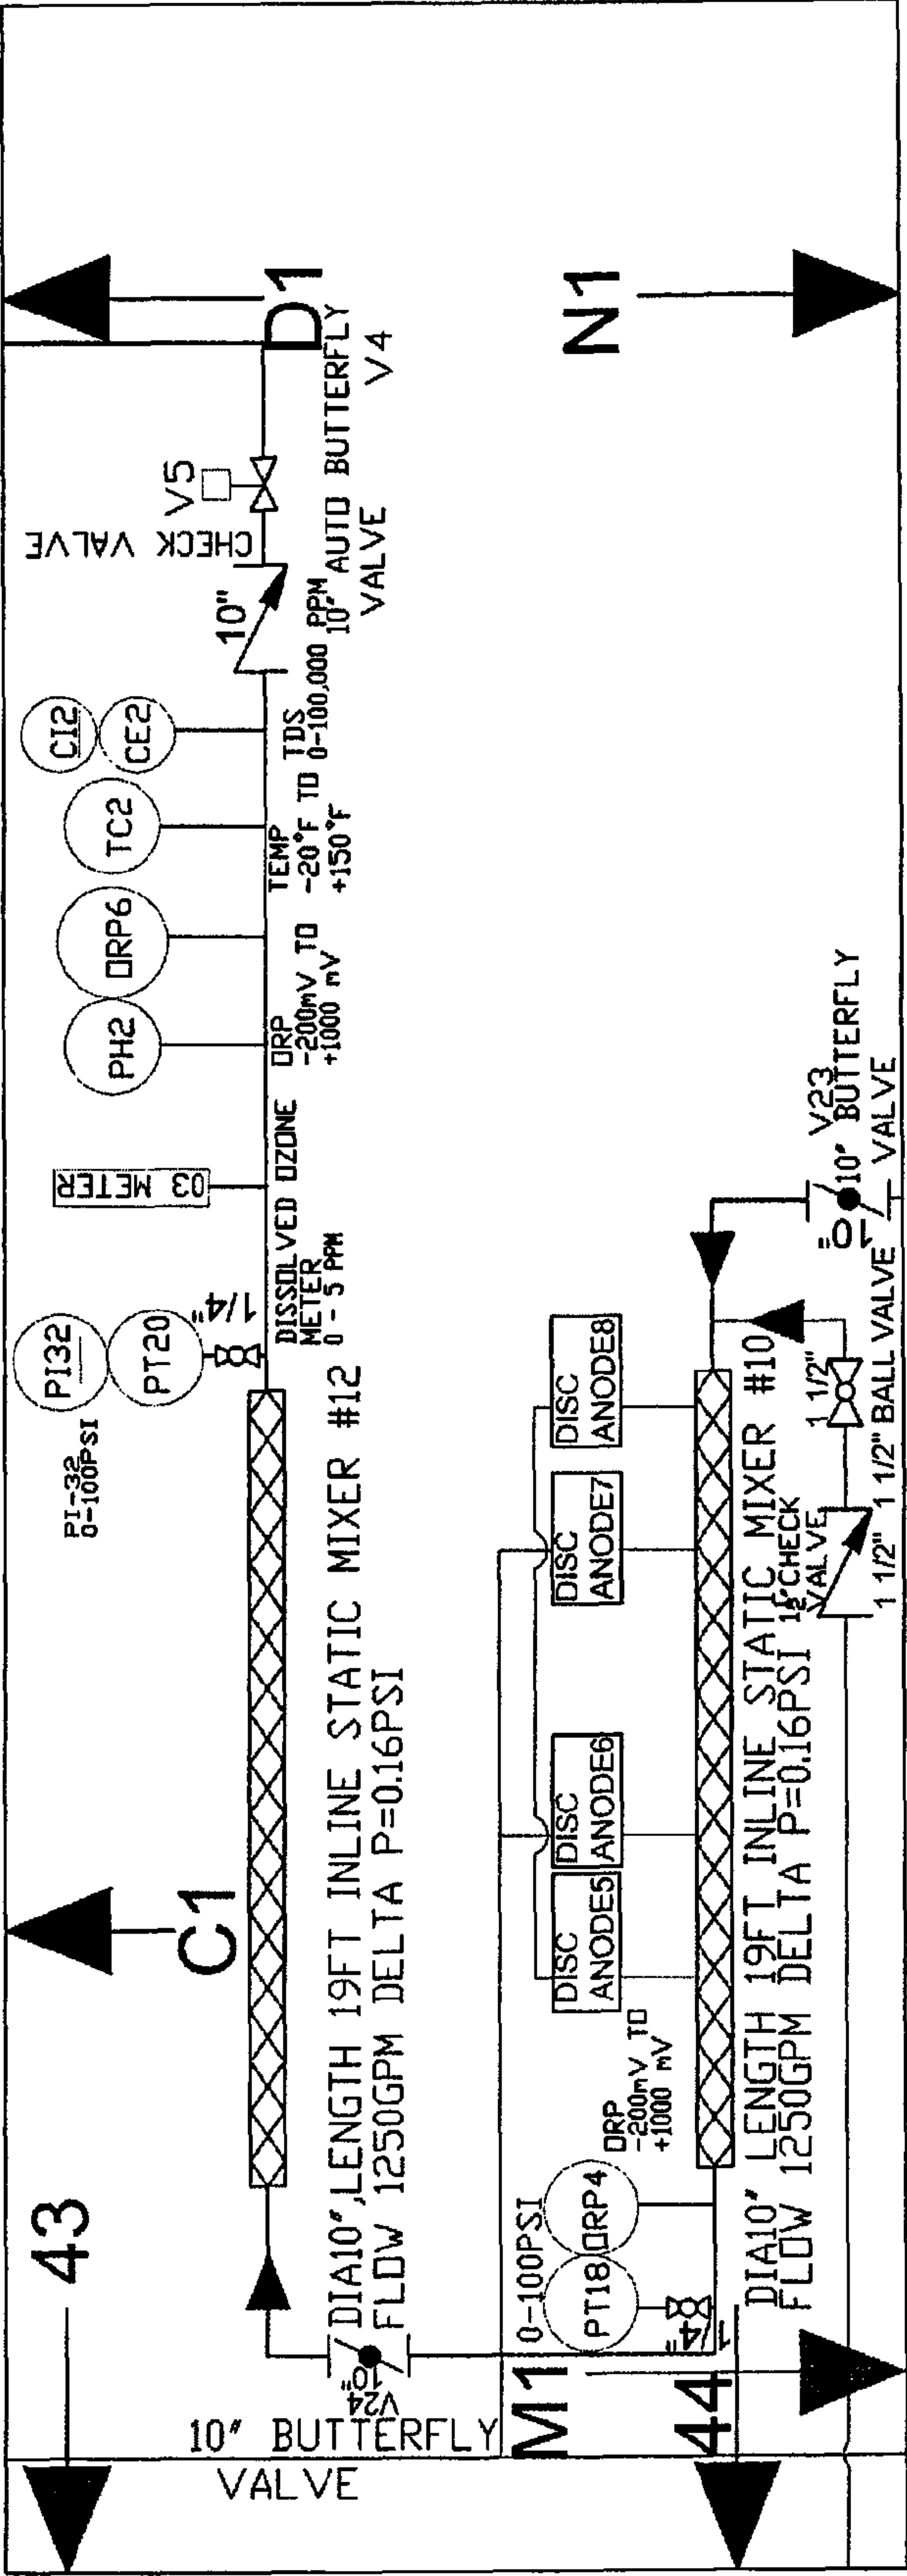 43
C1
D1
N1
M1
44
PI-32
0-100PSI
PI32
PT20
1/4"
O3 METER
DISSOLVED OZONE
METER
0 - 5 PPM
PH2
ORP6
ORP
-200mV TO
+1000 mV
TC2
TEMP
-20°F TO
+150°F
CI2
CE2
TDS
0-100,000 PPM
10"
CHECK VALVE
V5
10" AUTO BUTTERFLY
VALVE
V4
DIA10",LENGTH 19FT INLINE STATIC MIXER #12
FLOW 1250GPM DELTA P=0.16PSI
V24
10"
10" BUTTERFLY
VALVE
0-100PSI
PT18
ORP4
1/4"
ORP
-200mV TO
+1000 mV
DISC
ANODE5
DISC
ANODE6
DISC
ANODE7
DISC
ANODE8
DIA10" LENGTH 19FT INLINE STATIC MIXER #10
FLOW 1250GPM DELTA P=0.16PSI
CHECK
VALVE
1 1/2"
1 1/2"
1 1/2" BALL VALVE
10"
V23
10" BUTTERFLY
VALVE